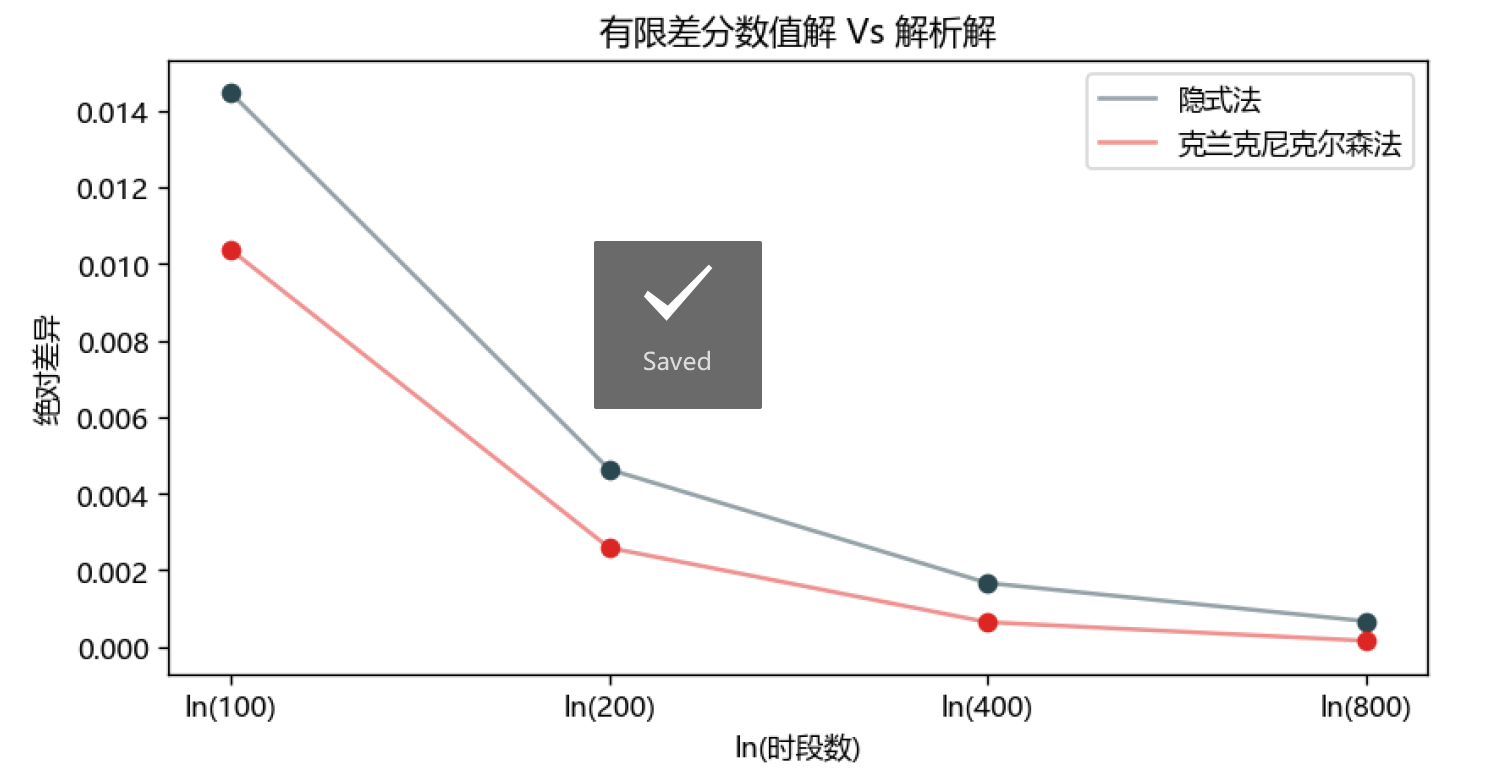 有限差分数值解 Vs 解析解
隐式法
克兰克尼克尔森法
0.014
0.012
0.010
0.008
0.006
0.004
0.002
0.000
绝对差异
Saved
ln(100)
ln(200)
ln(400)
ln(800)
ln(时段数)